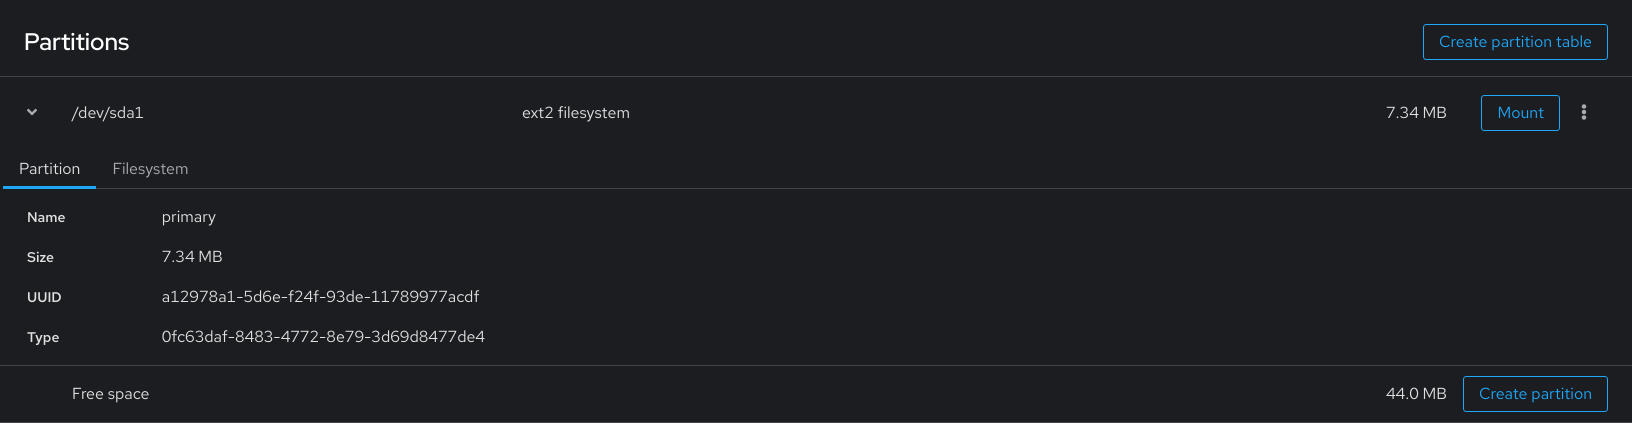 Partitions
Create partition table
/dev/sda1 ext2 filesystem 7.34 MB Mount
Partition Filesystem
Name primary
Size 7.34 MB
UUID a12978a1-5d6e-f24f-93de-11789977acdf
Type 0fc63daf-8483-4772-8e79-3d69d8477de4
Free space 44.0 MB Create partition